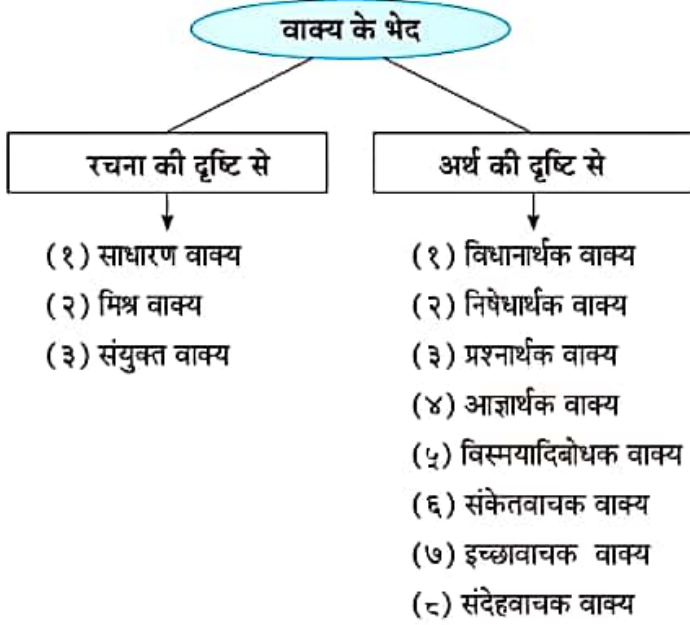 वाक्य के भेद
रचना की दृष्टि से
(१) साधारण वाक्य
(२) मिश्र वाक्य
(३) संयुक्त वाक्य
अर्थ की दृष्टि से
(१) विधानार्थक वाक्य
(२) निषेधार्थक वाक्य
(३) प्रश्नार्थक वाक्य
(४) आज्ञार्थक वाक्य
(५) विस्मयादिबोधक वाक्य
(६) संकेतवाचक वाक्य
(७) इच्छावाचक वाक्य
(८) संदेहवाचक वाक्य